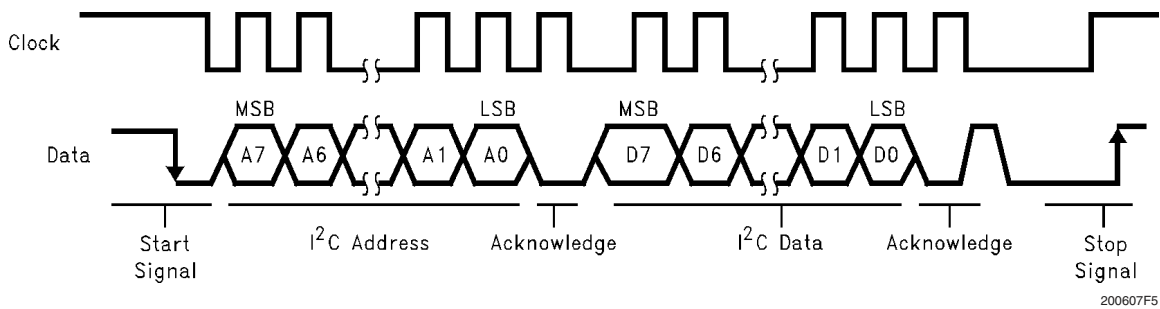 Clock
MSB LSB MSB LSB
Data A7 A6 A1 A0 D7 D6 D1 D0
Start Signal
I²C Address
Acknowledge
I²C Data
Acknowledge
Stop Signal
200607F5